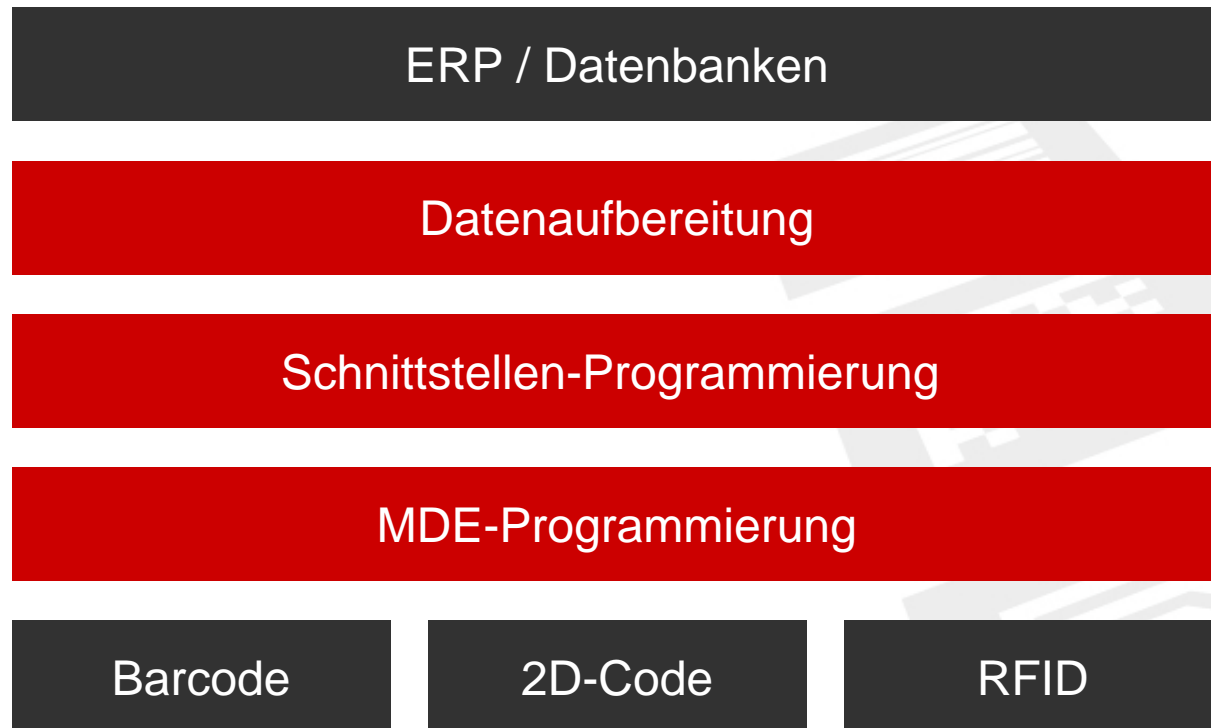 ERP / Datenbanken
Datenaufbereitung
Schnittstellen-Programmierung
MDE-Programmierung
Barcode
2D-Code
RFID